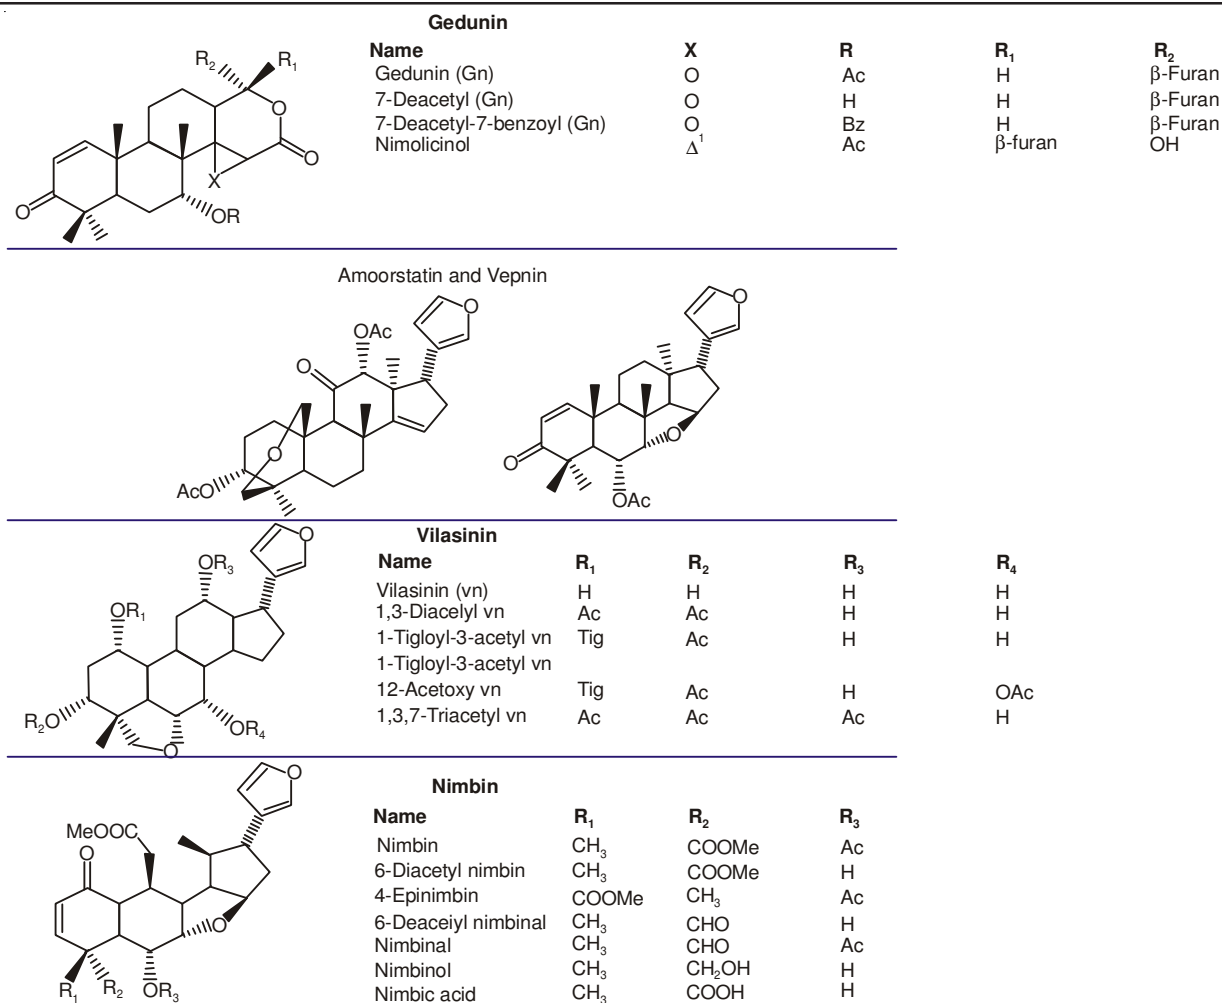 Gedunin
Name X R R₁ R₂
Gedunin (Gn) O Ac H β-Furan
7-Deacetyl (Gn) O H H β-Furan
7-Deacetyl-7-benzoyl (Gn) O Bz H β-Furan
Nimolicinol Δ¹ Ac β-furan OH
R₂ R₁
O
O
X
O
OR
Amoorstatin and Vepnin
O
OAc
O
O
AcO
O
O
O
OAc
Vilasinin
Name R₁ R₂ R₃ R₄
Vilasinin (vn) H H H H
1,3-Diacelyl vn Ac Ac H H
1-Tigloyl-3-acetyl vn Tig Ac H H
1-Tigloyl-3-acetyl vn
12-Acetoxy vn Tig Ac H OAc
1,3,7-Triacetyl vn Ac Ac Ac H
O
OR₃
OR₁
R₂O
OR₄
O
Nimbin
Name R₁ R₂ R₃
Nimbin CH₃ COOMe Ac
6-Diacetyl nimbin CH₃ COOMe H
4-Epinimbin COOMe CH₃ Ac
6-Deaceiyl nimbinal CH₃ CHO H
Nimbinal CH₃ CHO Ac
Nimbinol CH₃ CH₂OH H
Nimbic acid CH₃ COOH H
O
MeOOC
O
O
R₁ R₂ OR₃